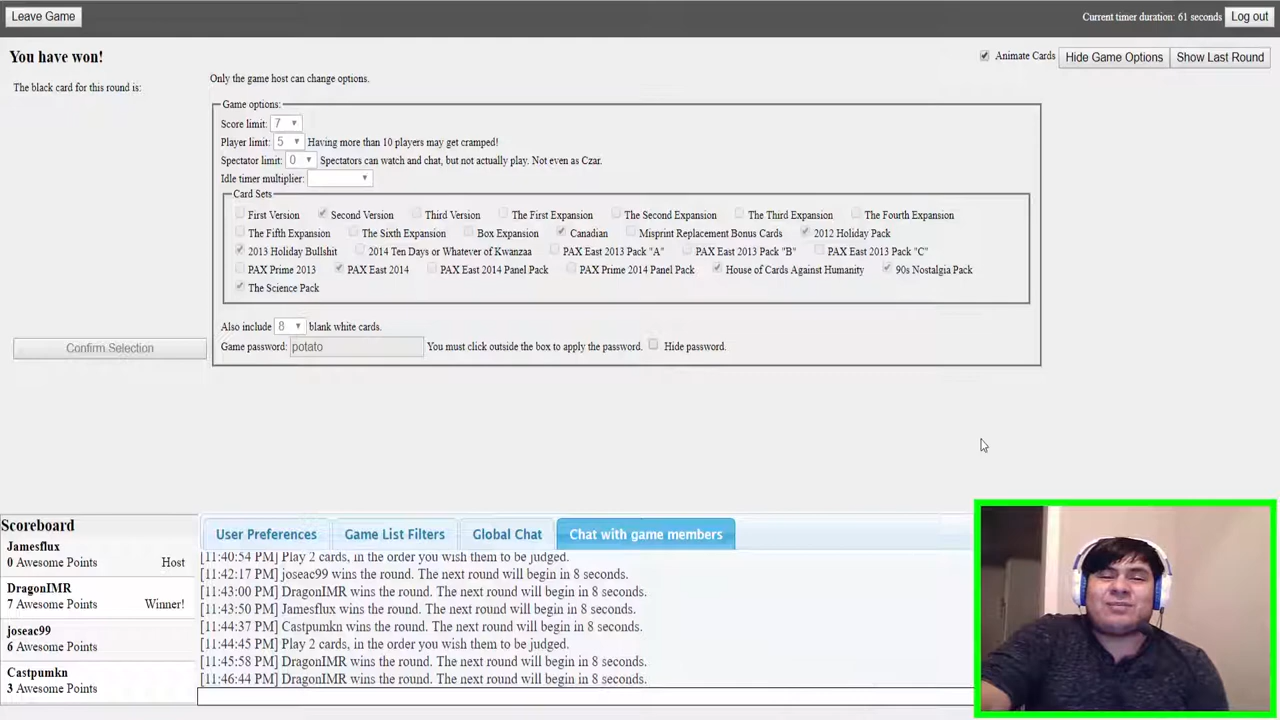 Leave Game
Current timer duration: 61 seconds
Log out
You have won!
Animate Cards
Hide Game Options
Show Last Round
The black card for this round is:
Only the game host can change options.
Game options:
Score limit: 7
Player limit: 5 Having more than 10 players may get cramped!
Spectator limit: 0 Spectators can watch and chat, but not actually play. Not even as Czar.
Idle timer multiplier:
Card Sets
First Version Second Version Third Version The First Expansion The Second Expansion The Third Expansion The Fourth Expansion
The Fifth Expansion The Sixth Expansion Box Expansion Canadian Misprint Replacement Bonus Cards 2012 Holiday Pack
2013 Holiday Bullshit 2014 Ten Days or Whatever of Kwanzaa PAX East 2013 Pack "A" PAX East 2013 Pack "B" PAX East 2013 Pack "C"
PAX Prime 2013 PAX East 2014 PAX East 2014 Panel Pack PAX Prime 2014 Panel Pack House of Cards Against Humanity 90s Nostalgia Pack
The Science Pack
Also include 8 blank white cards.
Game password: potato You must click outside the box to apply the password. Hide password.
Confirm Selection
Scoreboard
Jamesflux
0 Awesome Points Host
DragonIMR
7 Awesome Points Winner!
joseac99
6 Awesome Points
Castpumkn
3 Awesome Points
User Preferences
Game List Filters
Global Chat
Chat with game members
[11:40:54 PM] Play 2 cards, in the order you wish them to be judged.
[11:42:17 PM] joseac99 wins the round. The next round will begin in 8 seconds.
[11:43:00 PM] DragonIMR wins the round. The next round will begin in 8 seconds.
[11:43:50 PM] Jamesflux wins the round. The next round will begin in 8 seconds.
[11:44:37 PM] Castpumkn wins the round. The next round will begin in 8 seconds.
[11:44:45 PM] Play 2 cards, in the order you wish them to be judged.
[11:45:58 PM] DragonIMR wins the round. The next round will begin in 8 seconds.
[11:46:44 PM] DragonIMR wins the round. The next round will begin in 8 seconds.